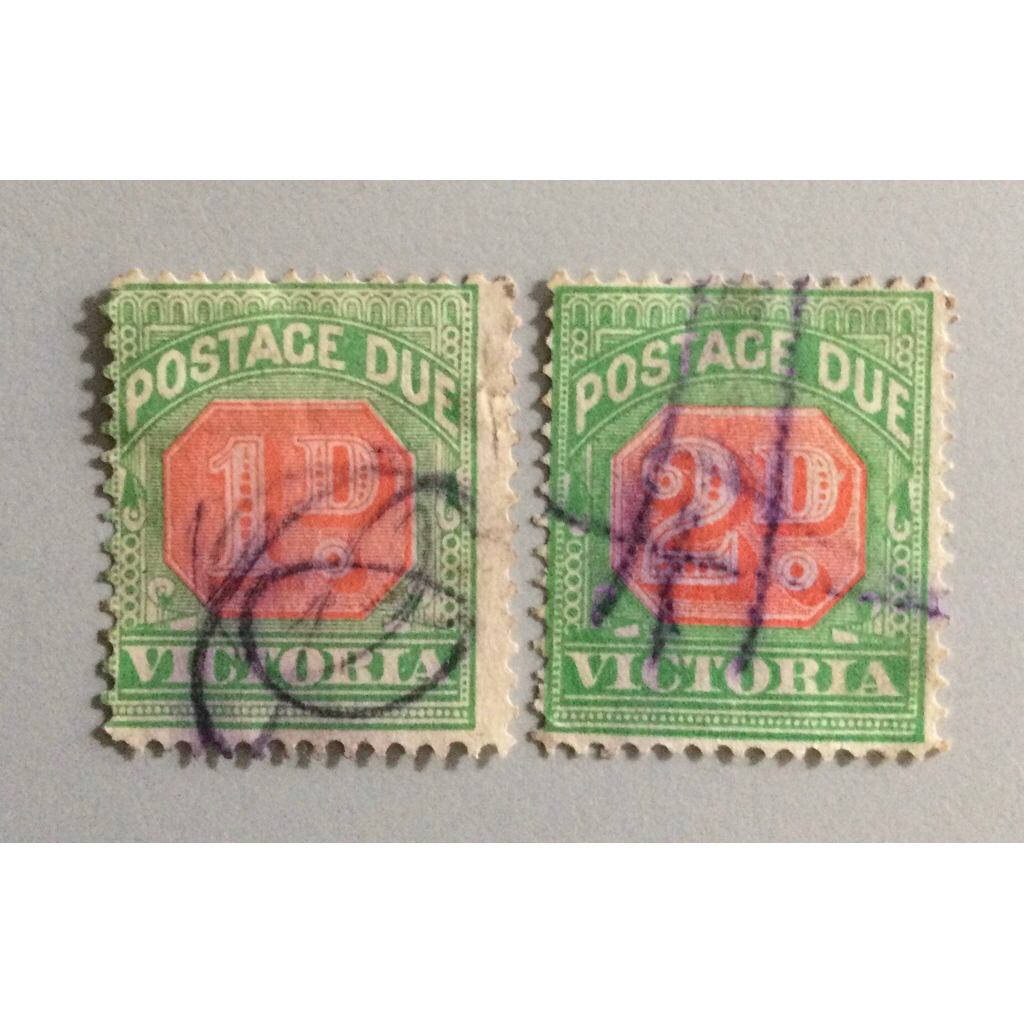 POSTAGE DUE
1D.
VICTORIA
POSTAGE DUE
2D.
VICTORIA